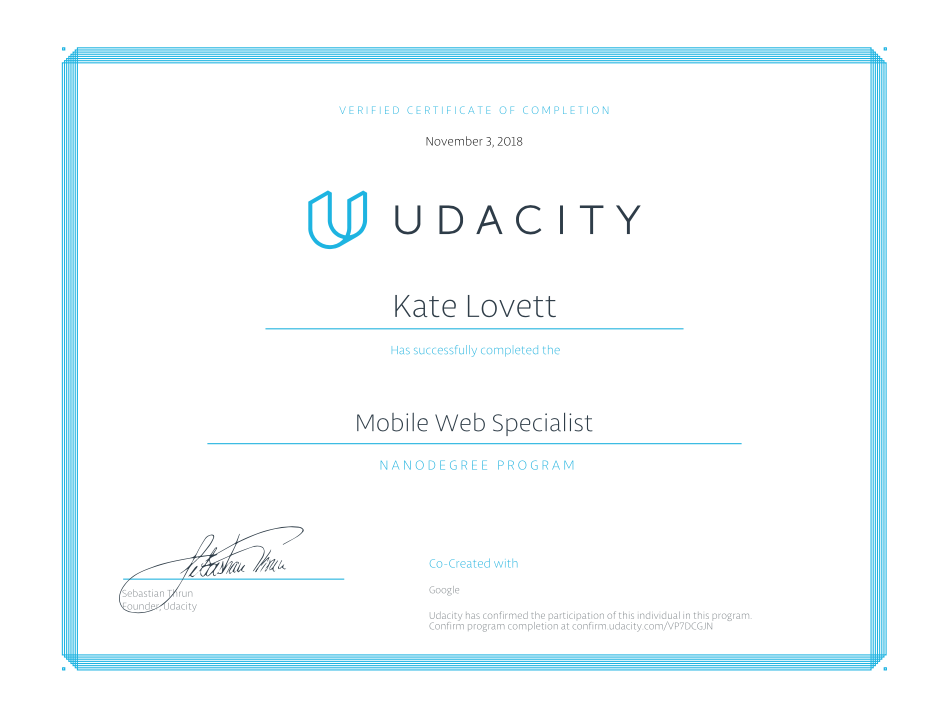 VERIFIED CERTIFICATE OF COMPLETION
November 3, 2018
UDACITY
Kate Lovett
Has successfully completed the
Mobile Web Specialist
NANODEGREE PROGRAM
Sebastian Thrun
Sebastian Thrun
Founder, Udacity
Co-Created with
Google
Udacity has confirmed the participation of this individual in this program.
Confirm program completion at confirm.udacity.com/VP7DCGJN